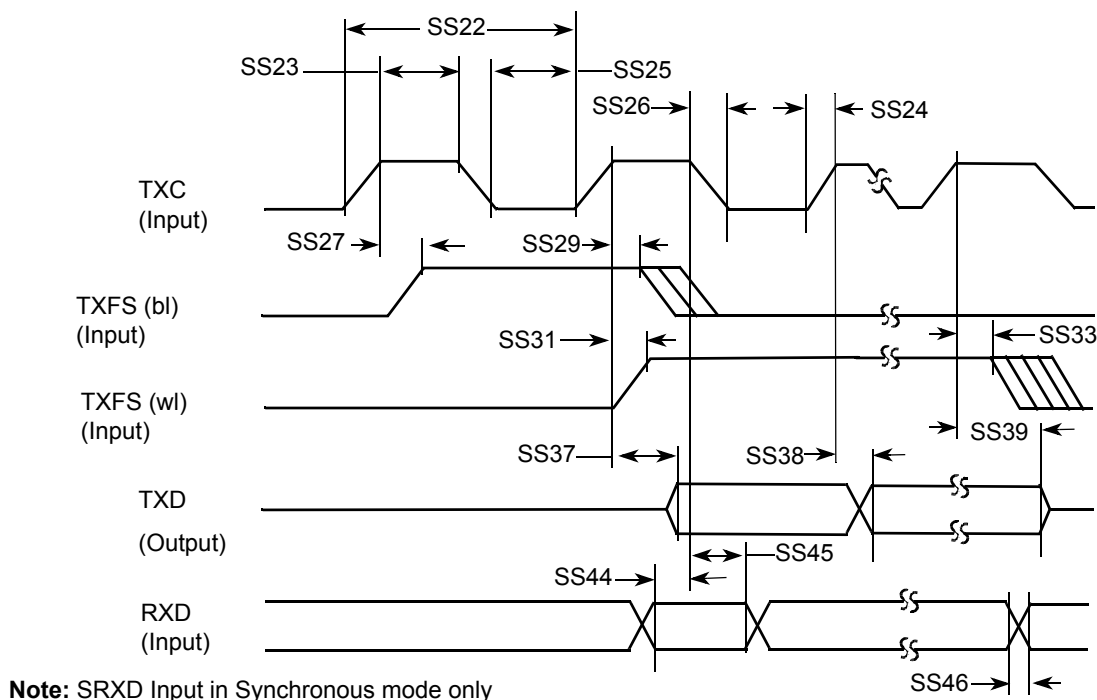 SS22
SS23
SS25
SS26
SS24
TXC
(Input)
SS27
SS29
TXFS (bl)
(Input)
SS31
SS33
TXFS (wl)
(Input)
SS39
SS37
SS38
TXD
(Output)
SS45
SS44
RXD
(Input)
SS46
Note: SRXD Input in Synchronous mode only